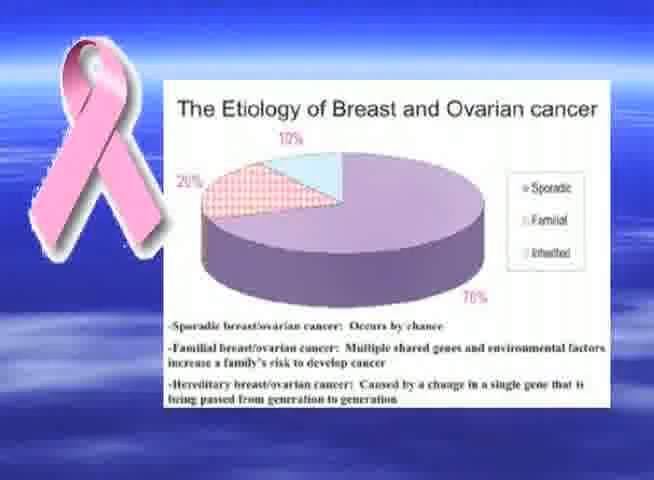 The Etiology of Breast and Ovarian cancer
10%
20%
70%
Sporadic
Familial
Inherited
-Sporadic breast/ovarian cancer: Occurs by chance
-Familial breast/ovarian cancer: Multiple shared genes and environmental factors
increase a family's risk to develop cancer
-Hereditary breast/ovarian cancer: Caused by a change in a single gene that is
being passed from generation to generation